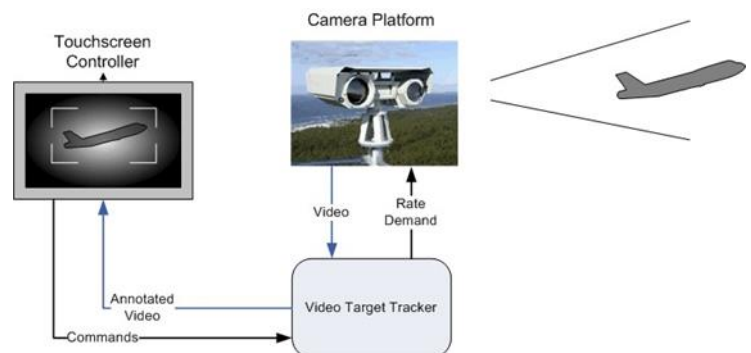 Camera Platform
Touchscreen
Controller
Video
Rate
Demand
Annotated
Video
Video Target Tracker
Commands